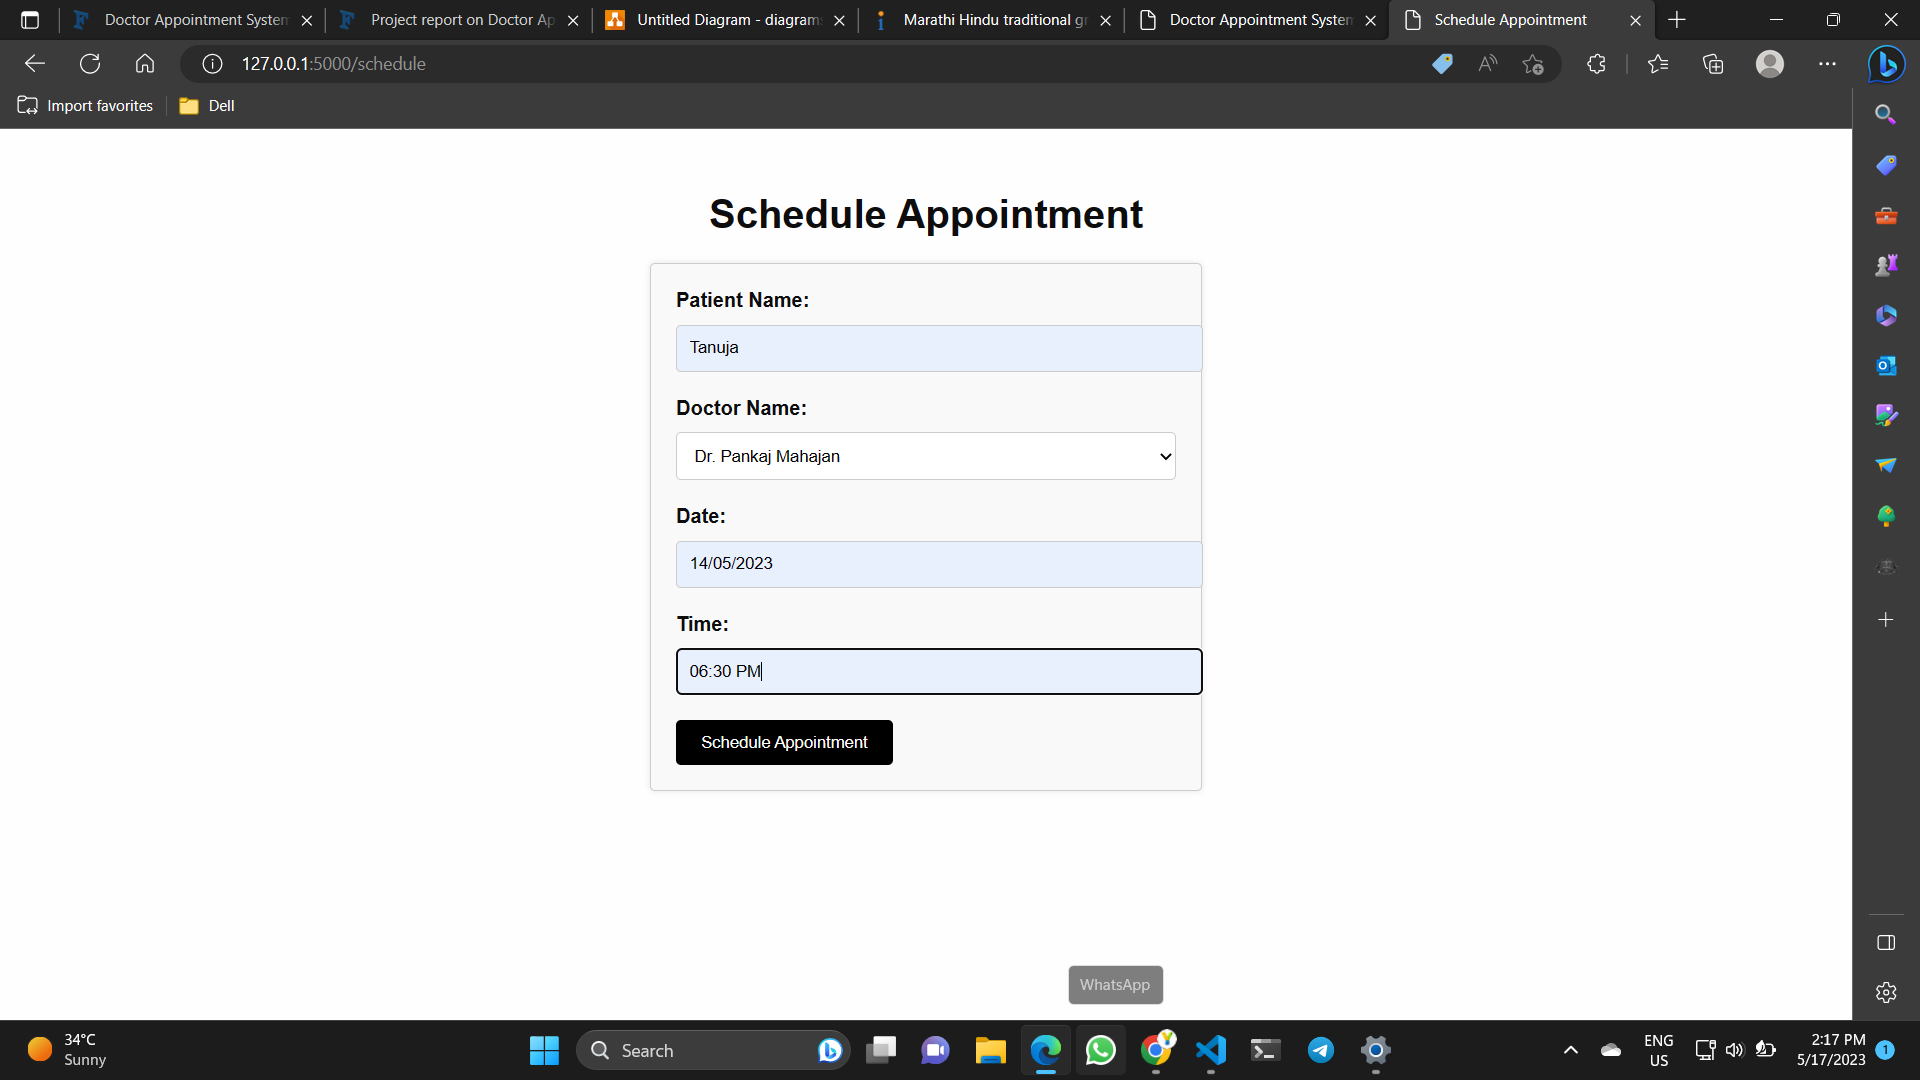 Doctor Appointment System
Project report on Doctor Ap
Untitled Diagram - diagram
Marathi Hindu traditional gr
Doctor Appointment System
Schedule Appointment
127.0.0.1:5000/schedule
Import favorites
Dell
Schedule Appointment
Patient Name:
Tanuja
Doctor Name:
Dr. Pankaj Mahajan
Date:
14/05/2023
Time:
06:30 PM
Schedule Appointment
WhatsApp
34°C
Sunny
Search
ENG
US
2:17 PM
5/17/2023
1